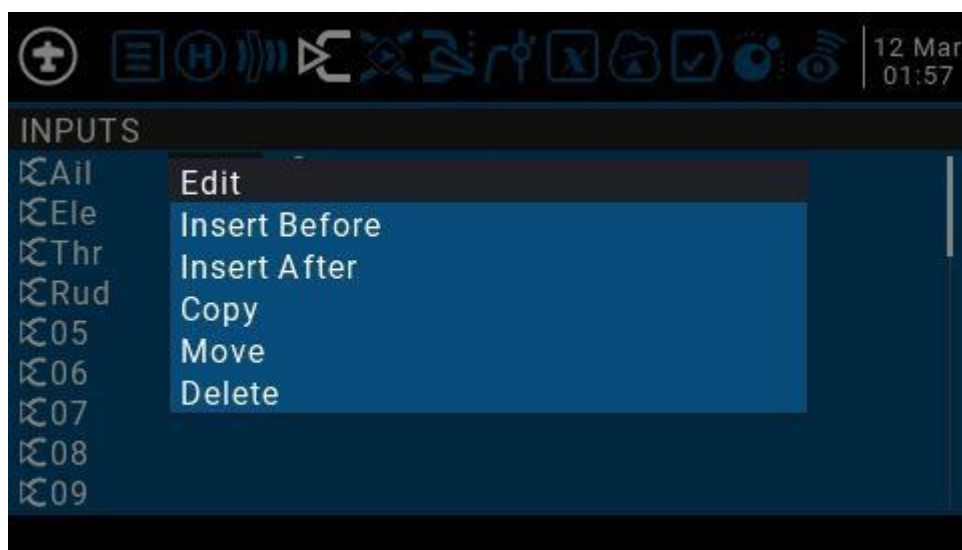 H
12 Mar
01:57
INPUTS
Ail
Ele
Thr
Rud
05
06
07
08
09
Edit
Insert Before
Insert After
Copy
Move
Delete